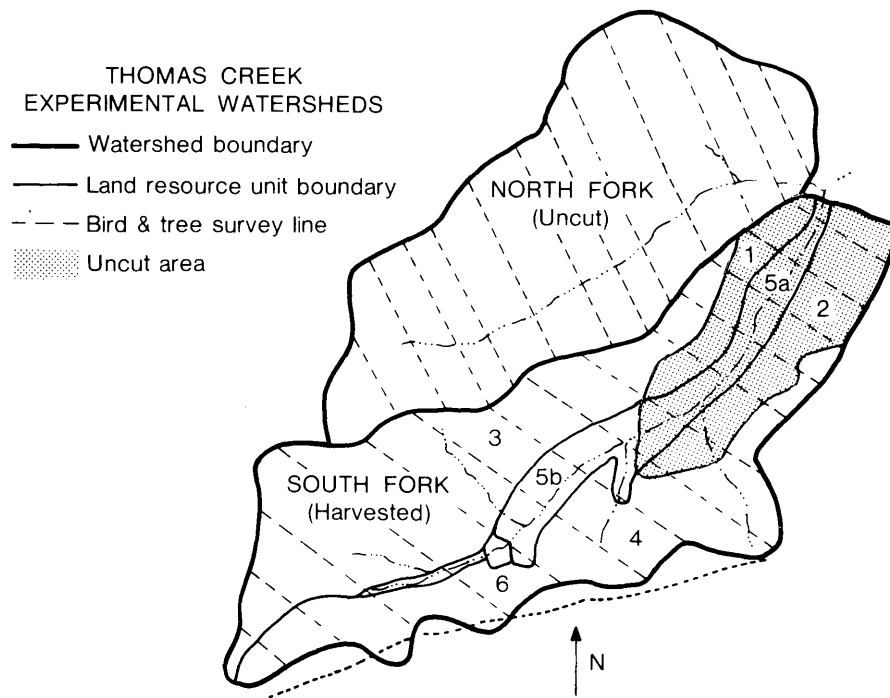 THOMAS CREEK
EXPERIMENTAL WATERSHEDS
Watershed boundary
Land resource unit boundary
Bird & tree survey line
Uncut area
NORTH FORK
(Uncut)
1
5a
2
3
SOUTH FORK
(Harvested)
5b
4
6
N